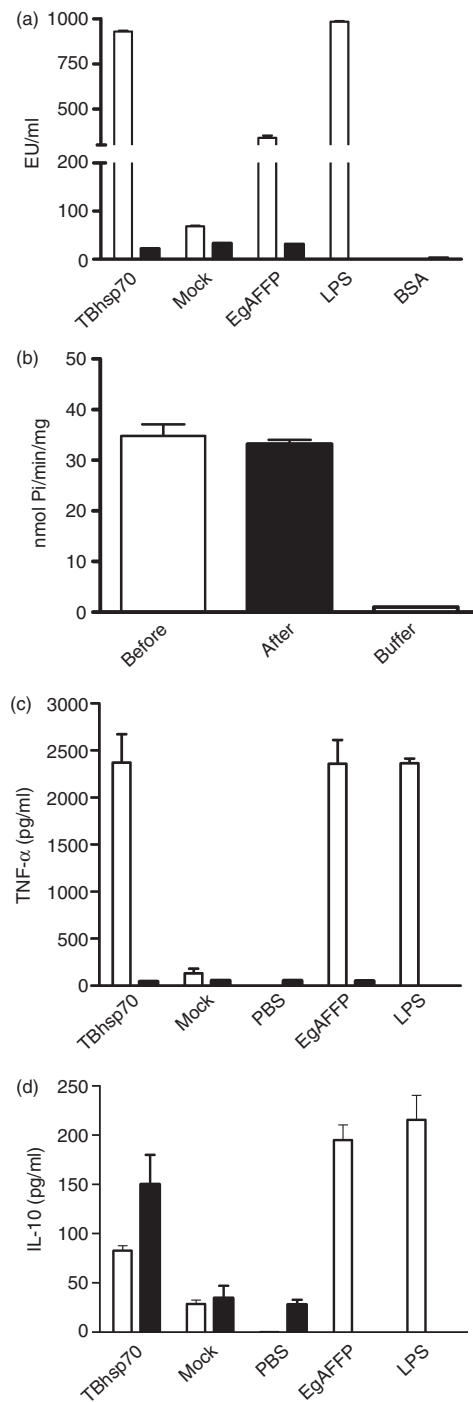 (a)
1000
750
500
200
100
0
EU/ml
TBhsp70
Mock
EgAFFP
LPS
BSA
(b)
50
40
30
20
10
0
nmol Pi/min/mg
Before
After
Buffer
(c)
3000
2500
2000
1500
1000
500
0
TNF-α (pg/ml)
TBhsp70
Mock
PBS
EgAFFP
LPS
(d)
250
200
150
100
50
0
IL-10 (pg/ml)
TBhsp70
Mock
PBS
EgAFFP
LPS